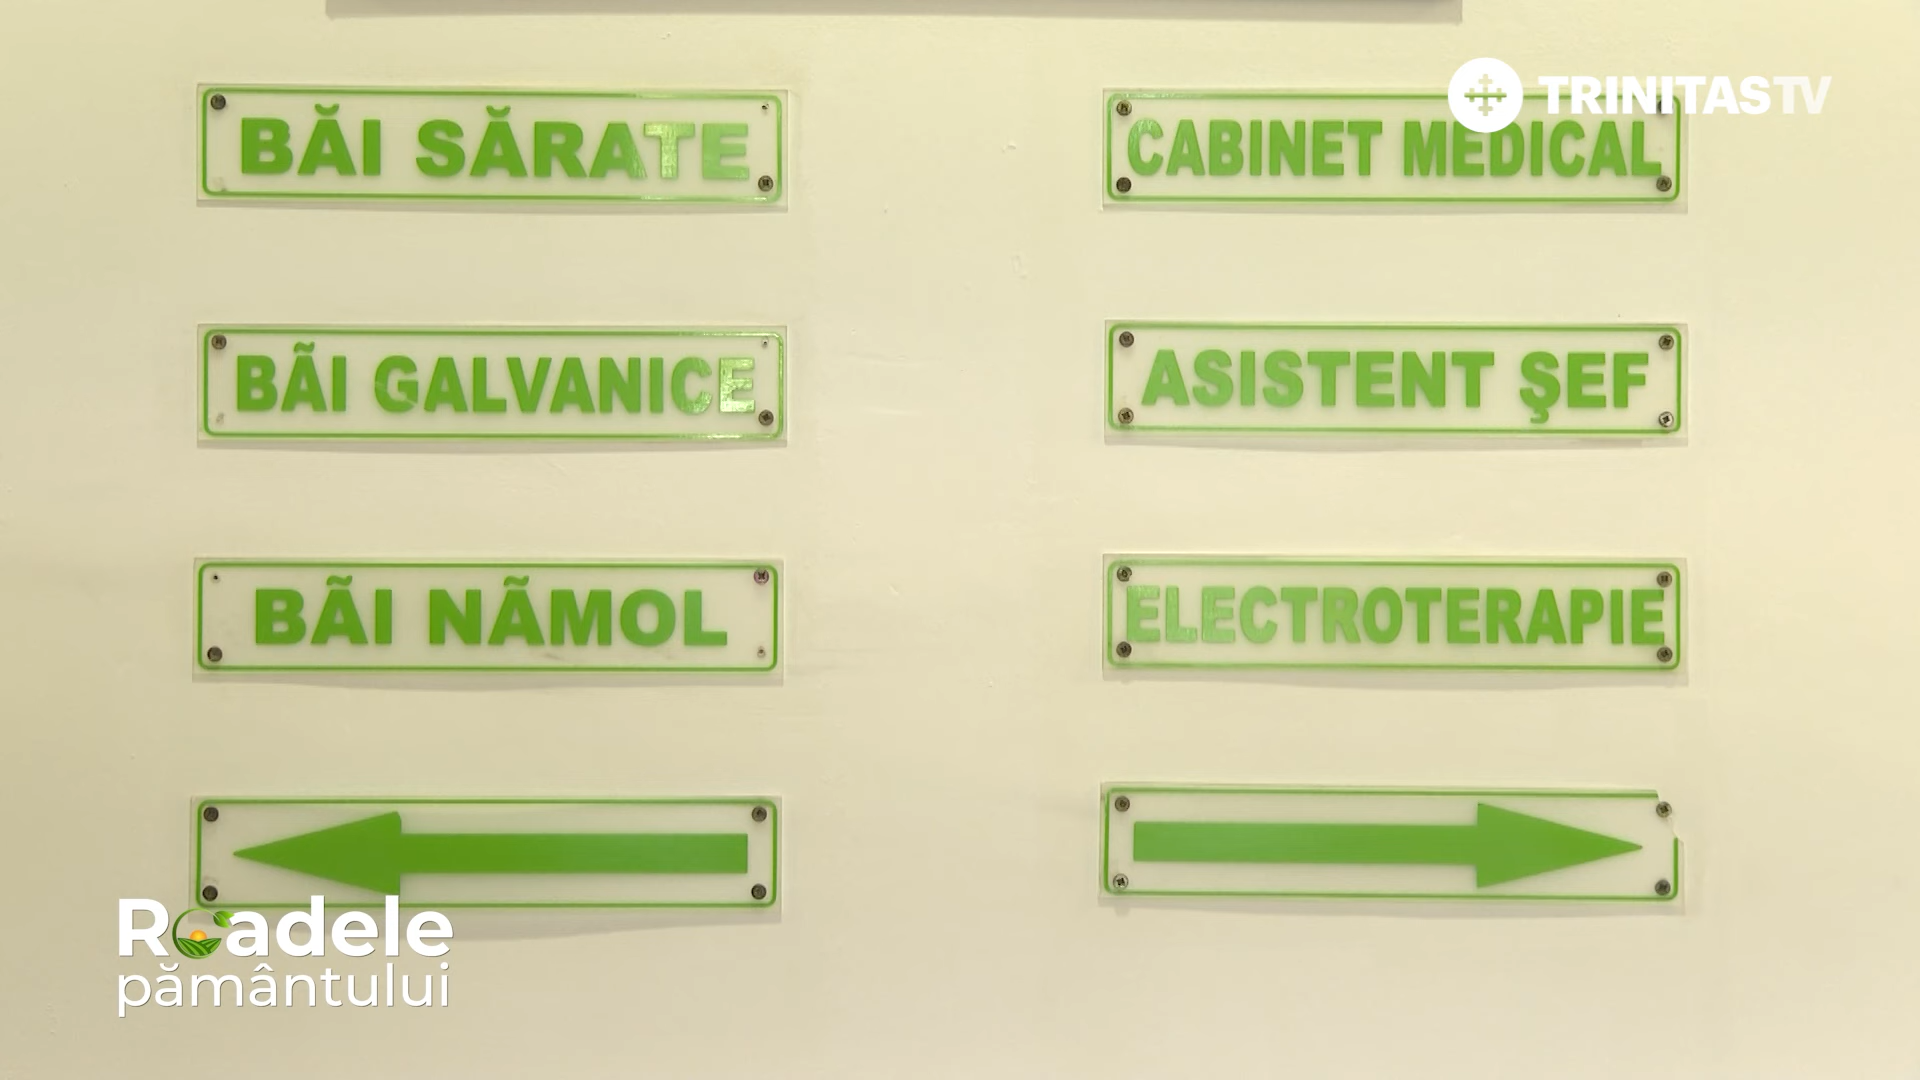 TRINITASTV
BĂI SĂRATE
BÃI GALVANICE
BÃI NÃMOL
CABINET MEDICAL
ASISTENT ŞEF
ELECTROTERAPIE
Roadele
pământului